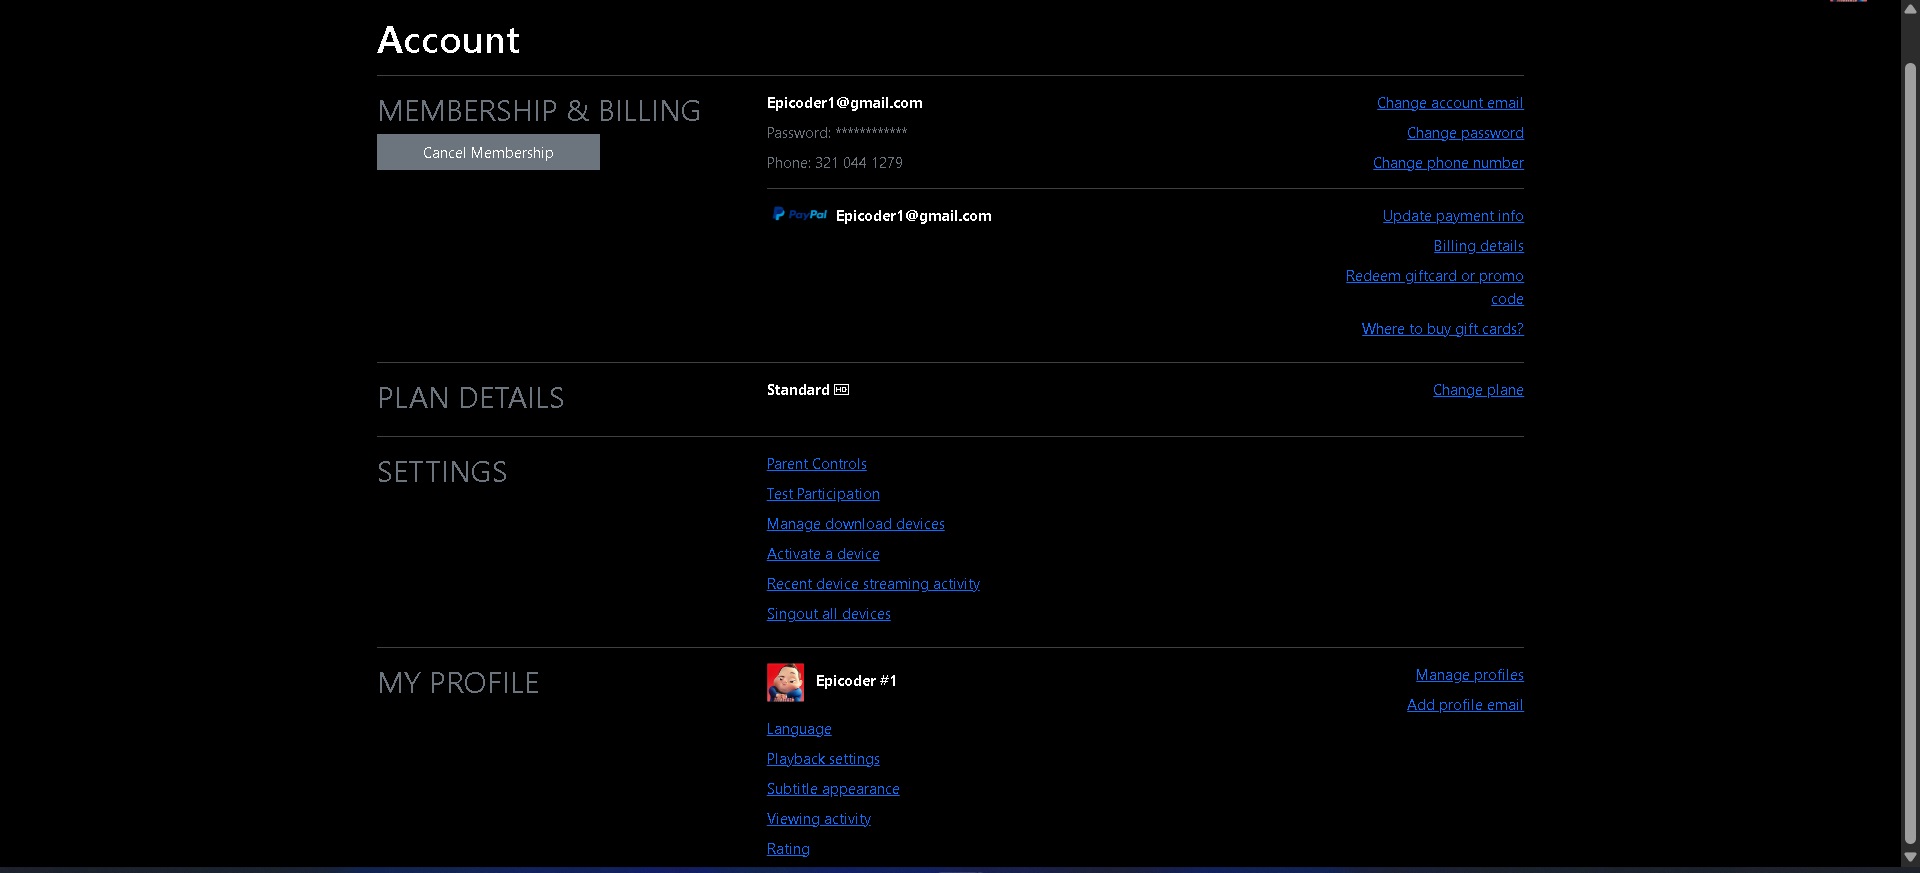 Account
MEMBERSHIP & BILLING
Cancel Membership
Epicoder1@gmail.com
Change account email
Password: ************
Change password
Phone: 321 044 1279
Change phone number
PayPal Epicoder1@gmail.com
Update payment info
Billing details
Redeem giftcard or promo
code
Where to buy gift cards?
PLAN DETAILS
Standard HD
Change plane
SETTINGS
Parent Controls
Test Participation
Manage download devices
Activate a device
Recent device streaming activity
Singout all devices
MY PROFILE
Epicoder #1
Manage profiles
Add profile email
Language
Playback settings
Subtitle appearance
Viewing activity
Rating